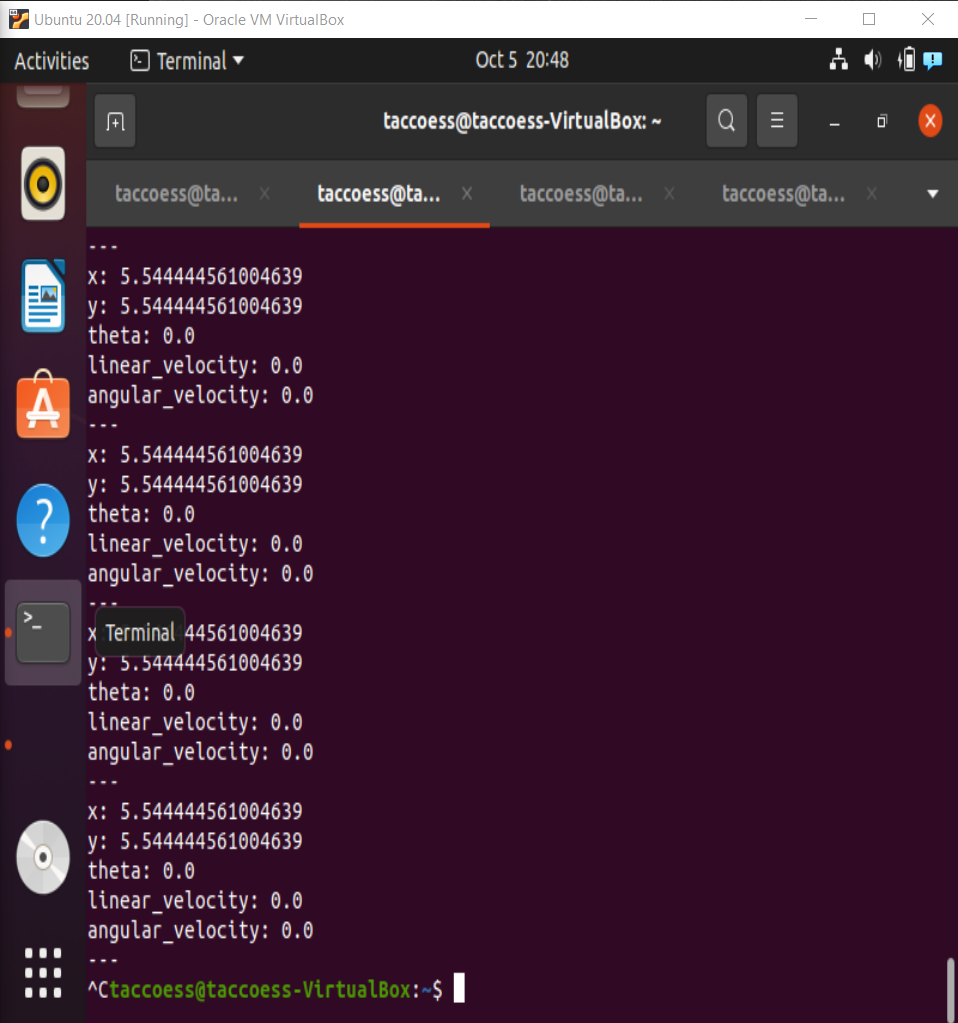 Ubuntu 20.04 [Running] - Oracle VM VirtualBox
Activities Terminal Oct 5 20:48
taccoess@taccoess-VirtualBox: ~
taccoess@ta... taccoess@ta... taccoess@ta... taccoess@ta...
---
x: 5.544444561004639
y: 5.544444561004639
theta: 0.0
linear_velocity: 0.0
angular_velocity: 0.0
---
x: 5.544444561004639
y: 5.544444561004639
theta: 0.0
linear_velocity: 0.0
angular_velocity: 0.0
---
x Terminal 44561004639
y: 5.544444561004639
theta: 0.0
linear_velocity: 0.0
angular_velocity: 0.0
---
x: 5.544444561004639
y: 5.544444561004639
theta: 0.0
linear_velocity: 0.0
angular_velocity: 0.0
---
^Ctaccoess@taccoess-VirtualBox:~$